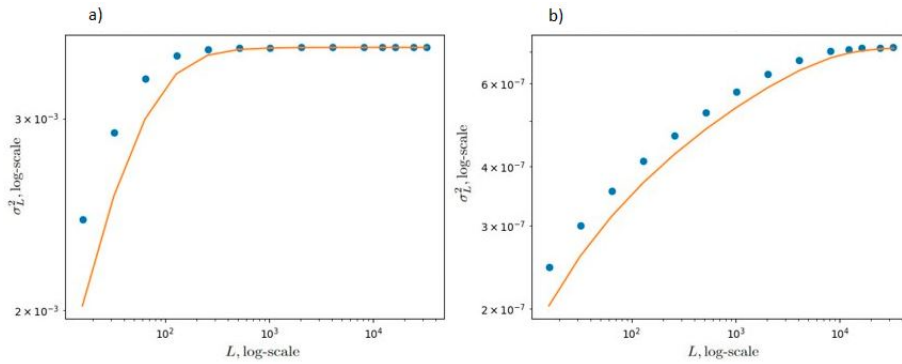 a)
b)
3 × 10⁻³
2 × 10⁻³
σ²_L, log-scale
10² 10³ 10⁴
L, log-scale
6 × 10⁻⁷
4 × 10⁻⁷
3 × 10⁻⁷
2 × 10⁻⁷
σ²_L, log-scale
10² 10³ 10⁴
L, log-scale